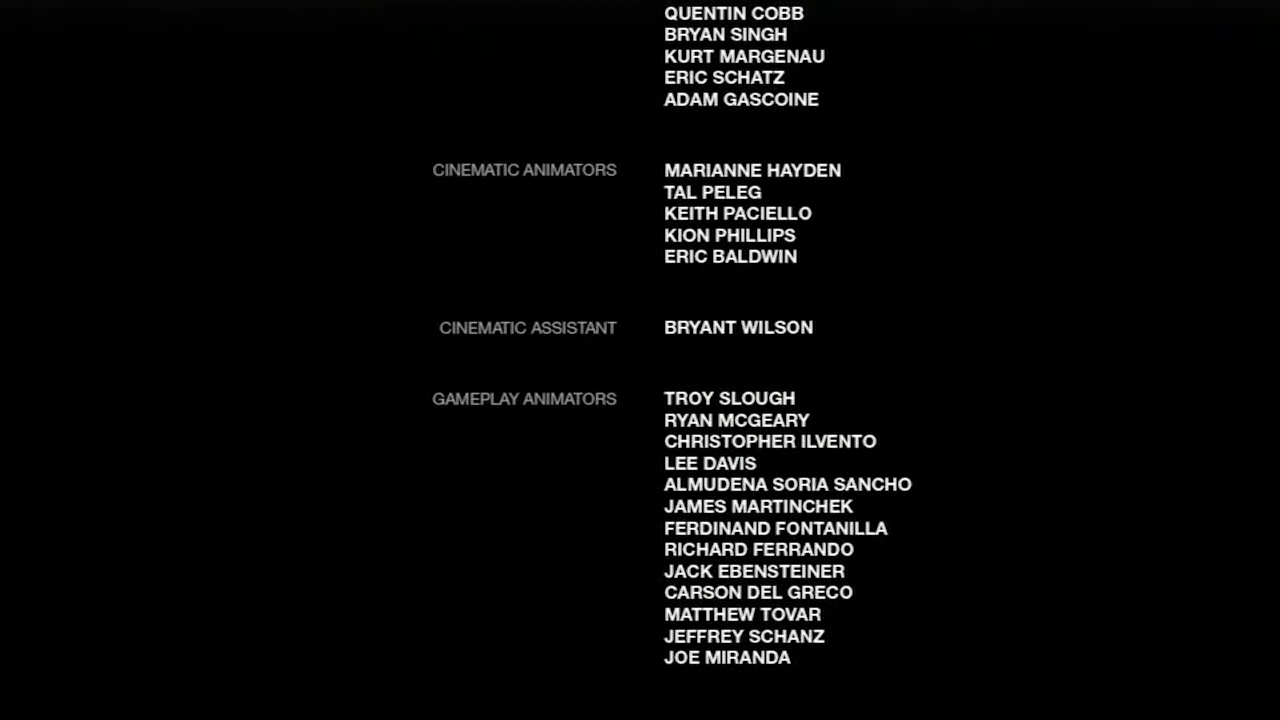 QUENTIN COBB
BRYAN SINGH
KURT MARGENAU
ERIC SCHATZ
ADAM GASCOINE
CINEMATIC ANIMATORS MARIANNE HAYDEN
TAL PELEG
KEITH PACIELLO
KION PHILLIPS
ERIC BALDWIN
CINEMATIC ASSISTANT BRYANT WILSON
GAMEPLAY ANIMATORS TROY SLOUGH
RYAN MCGEARY
CHRISTOPHER ILVENTO
LEE DAVIS
ALMUDENA SORIA SANCHO
JAMES MARTINCHEK
FERDINAND FONTANILLA
RICHARD FERRANDO
JACK EBENSTEINER
CARSON DEL GRECO
MATTHEW TOVAR
JEFFREY SCHANZ
JOE MIRANDA